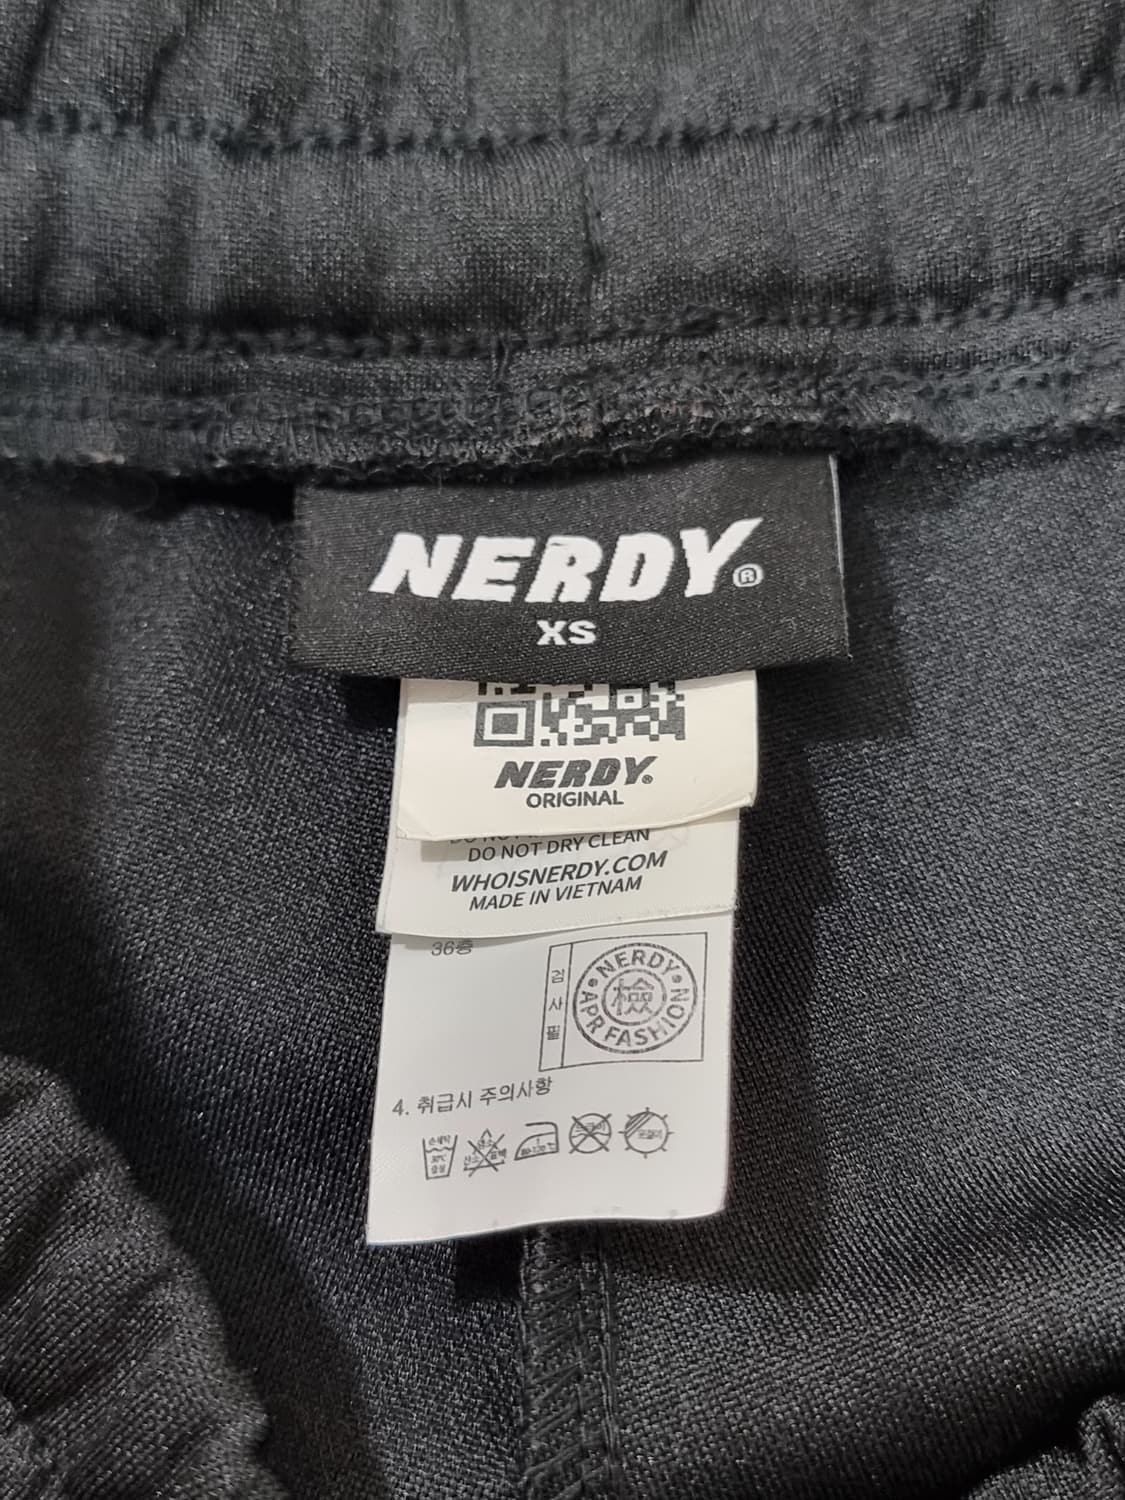 NERDY®
XS
NERDY®
ORIGINAL
DO NOT DRY CLEAN
WHOISNERDY.COM
MADE IN VIETNAM
36층
검
사
필
NERDY
檢
APR FASHION
4. 취급시 주의사항